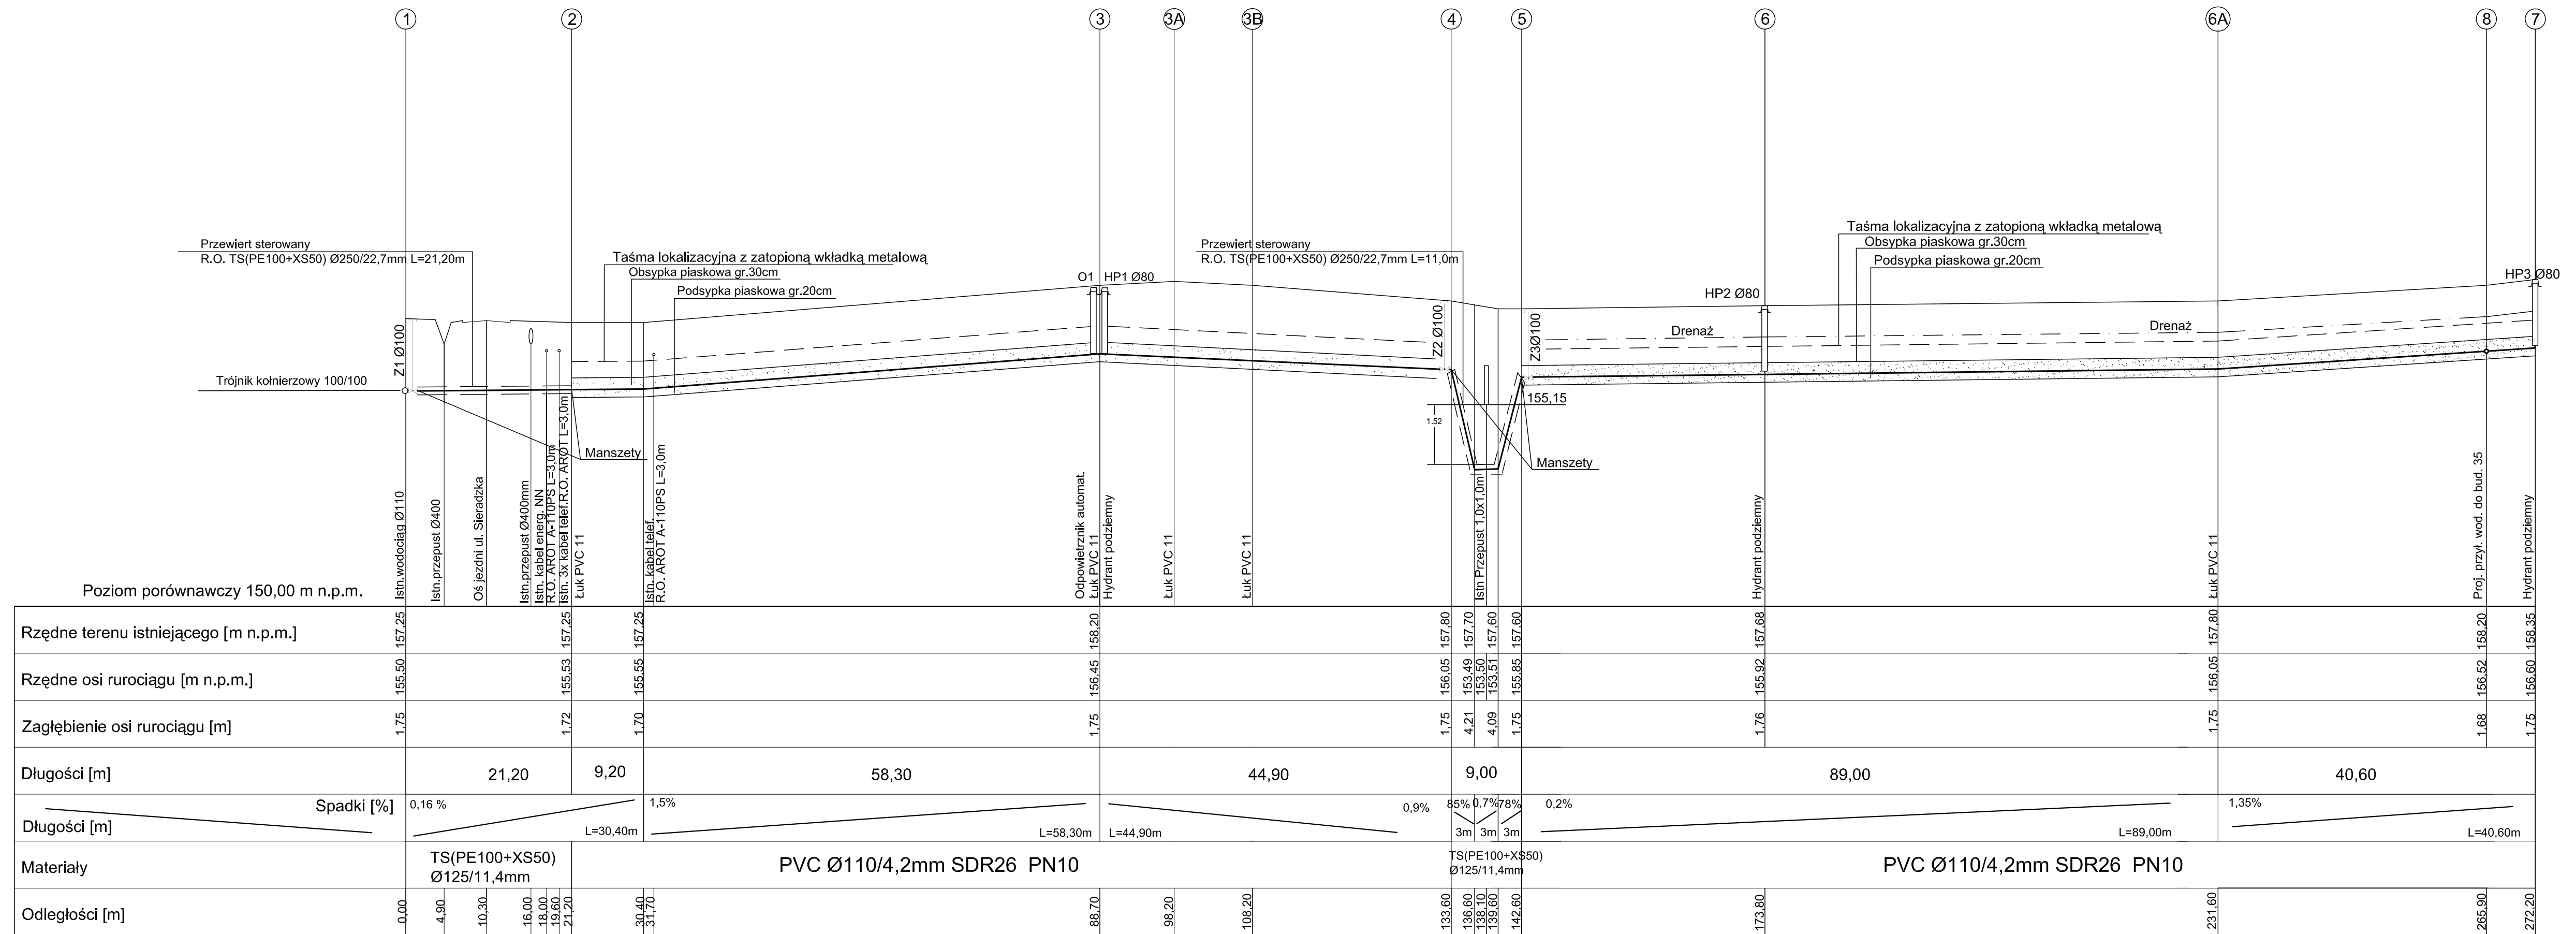 1
2
3
3A
3B
4
5
6
6A
8
7
Przewiert sterowany
R.O. TS(PE100+XS50) Ø250/22,7mm L=21,20m
Taśma lokalizacyjna z zatopioną wkładką metalową
Obsypka piaskowa gr.30cm
Podsypka piaskowa gr.20cm
O1
HP1 Ø80
Przewiert sterowany
R.O. TS(PE100+XS50) Ø250/22,7mm L=11,0m
Taśma lokalizacyjna z zatopioną wkładką metalową
Obsypka piaskowa gr.30cm
Podsypka piaskowa gr.20cm
HP3 Ø80
HP2 Ø80
Drenaż
Drenaż
Z1 Ø100
Z2 Ø100
Z3Ø100
Trójnik kołnierzowy 100/100
155,15
1.52
Manszety
Manszety
Istn.wodociąg Ø110
Istn.przepust Ø400
Oś jezdni ul. Sieradzka
Istn.przepust Ø400mm
Istn. kabel energ. NN
R.O. AROT A-110PS L=3,0m
Istn. 3x kabel telef.R.O. AROT L=3,0m
Łuk PVC 11
Istn. kabel telef.
R.O. AROT A-110PS L=3,0m
Odpowietrznik automat.
Łuk PVC 11
Hydrant podziemny
Łuk PVC 11
Łuk PVC 11
Istn Przepust 1,0x1,0m
Hydrant podziemny
Łuk PVC 11
Proj. przył. wod. do bud. 35
Hydrant podziemny
Poziom porównawczy 150,00 m n.p.m.
Rzędne terenu istniejącego [m n.p.m.] 157,25 157,25 157,25 158,20 157,80 157,70 157,60 157,60 157,68 157,80 158,20 158,35
Rzędne osi rurociągu [m n.p.m.] 155,50 155,53 155,55 156,45 156,05 153,49 153,50 153,51 155,85 155,92 156,05 156,52 156,60
Zagłębienie osi rurociągu [m] 1,75 1,72 1,70 1,75 1,75 4,21 4,09 1,75 1,76 1,75 1,68 1,75
Długości [m] 21,20 9,20 58,30 44,90 9,00 89,00 40,60
Spadki [%] 0,16 % 1,5% 0,9% 85% 0,7% 78% 0,2% 1,35%
Długości [m] L=30,40m L=58,30m L=44,90m 3m 3m 3m L=89,00m L=40,60m
Materiały
TS(PE100+XS50)
Ø125/11,4mm
PVC Ø110/4,2mm SDR26 PN10
TS(PE100+XS50)
Ø125/11,4mm
PVC Ø110/4,2mm SDR26 PN10
Odległości [m] 0,00 4,90 10,30 16,00 18,00 19,60 21,20 30,40 31,70 88,70 98,20 108,20 133,60 136,60 138,10 139,60 142,60 173,80 231,60 265,90 272,20